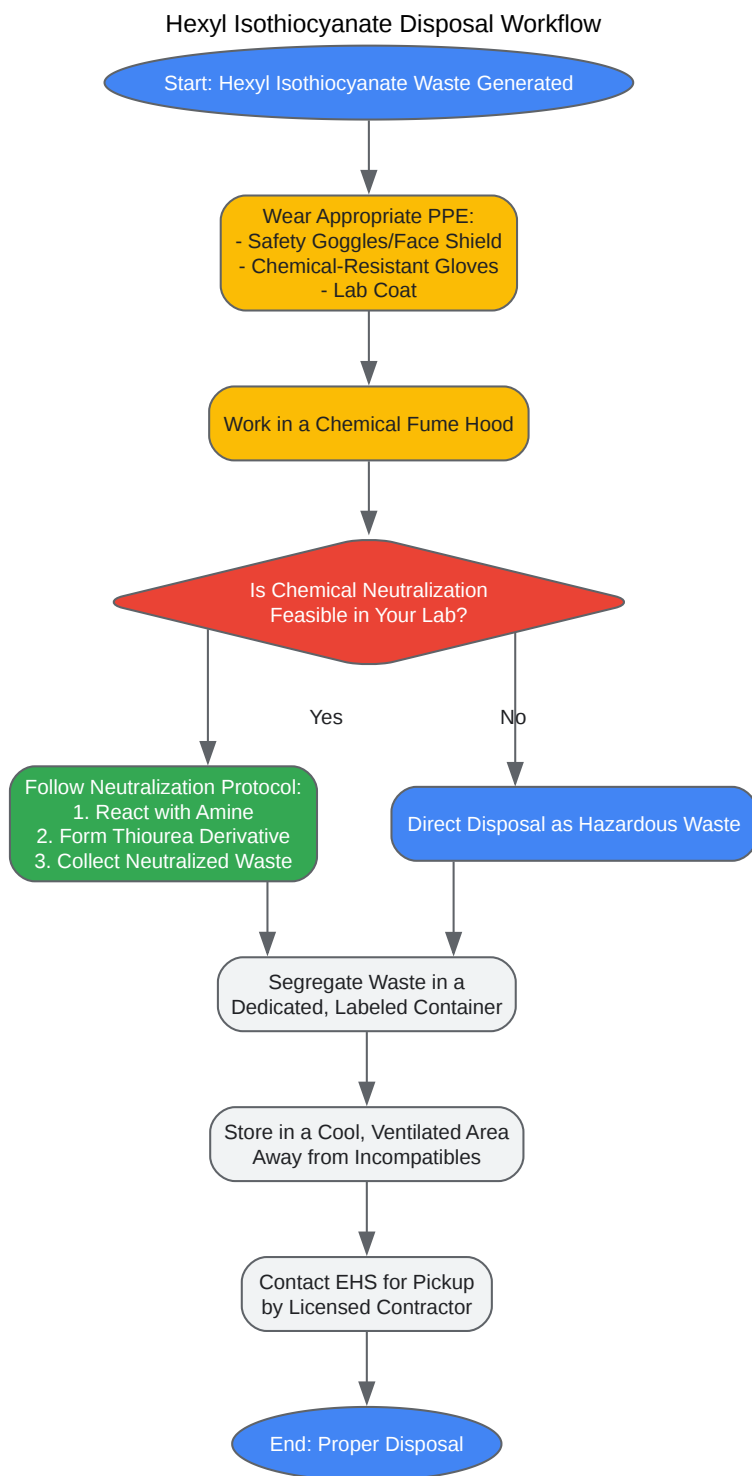 Hexyl Isothiocyanate Disposal Workflow
Start: Hexyl Isothiocyanate Waste Generated
Wear Appropriate PPE:
- Safety Goggles/Face Shield
- Chemical-Resistant Gloves
- Lab Coat
Work in a Chemical Fume Hood
Is Chemical Neutralization
Feasible in Your Lab?
Yes
No
Follow Neutralization Protocol:
1. React with Amine
2. Form Thiourea Derivative
3. Collect Neutralized Waste
Direct Disposal as Hazardous Waste
Segregate Waste in a
Dedicated, Labeled Container
Store in a Cool, Ventilated Area
Away from Incompatibles
Contact EHS for Pickup
by Licensed Contractor
End: Proper Disposal